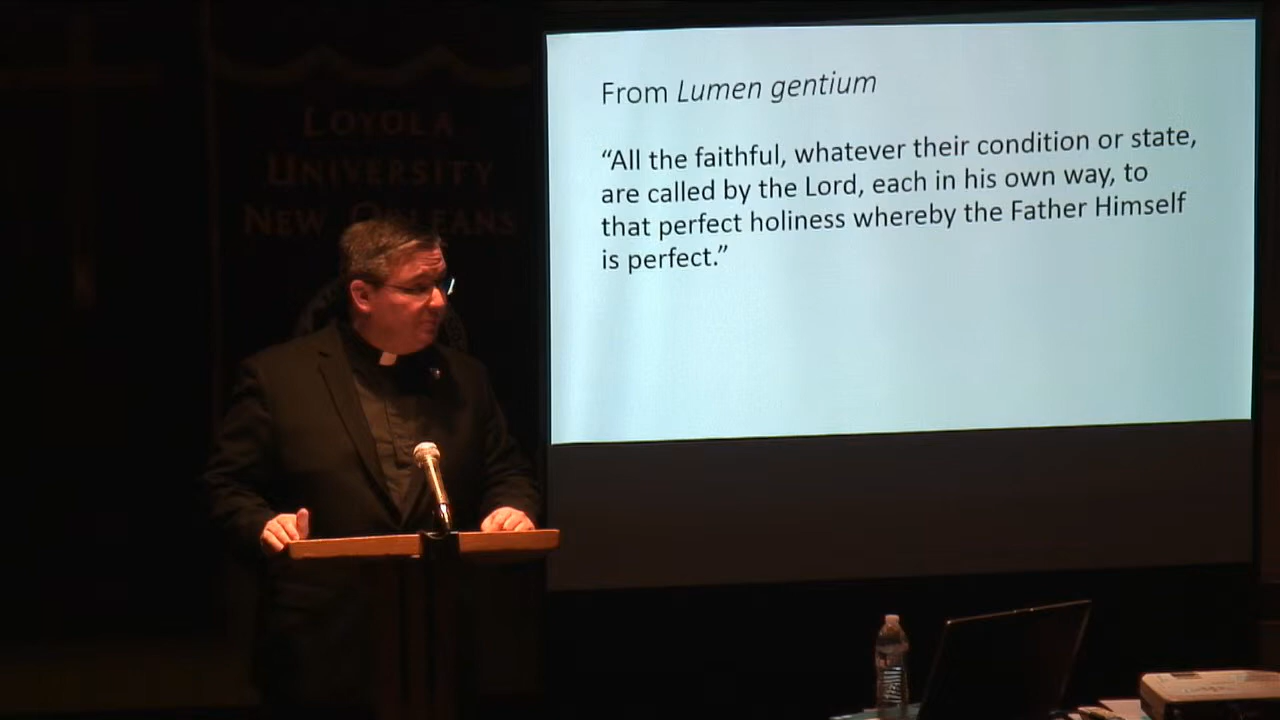 LOYOLA
UNIVERSITY
NEW ORLEANS
From Lumen gentium
“All the faithful, whatever their condition or state,
are called by the Lord, each in his own way, to
that perfect holiness whereby the Father Himself
is perfect.”